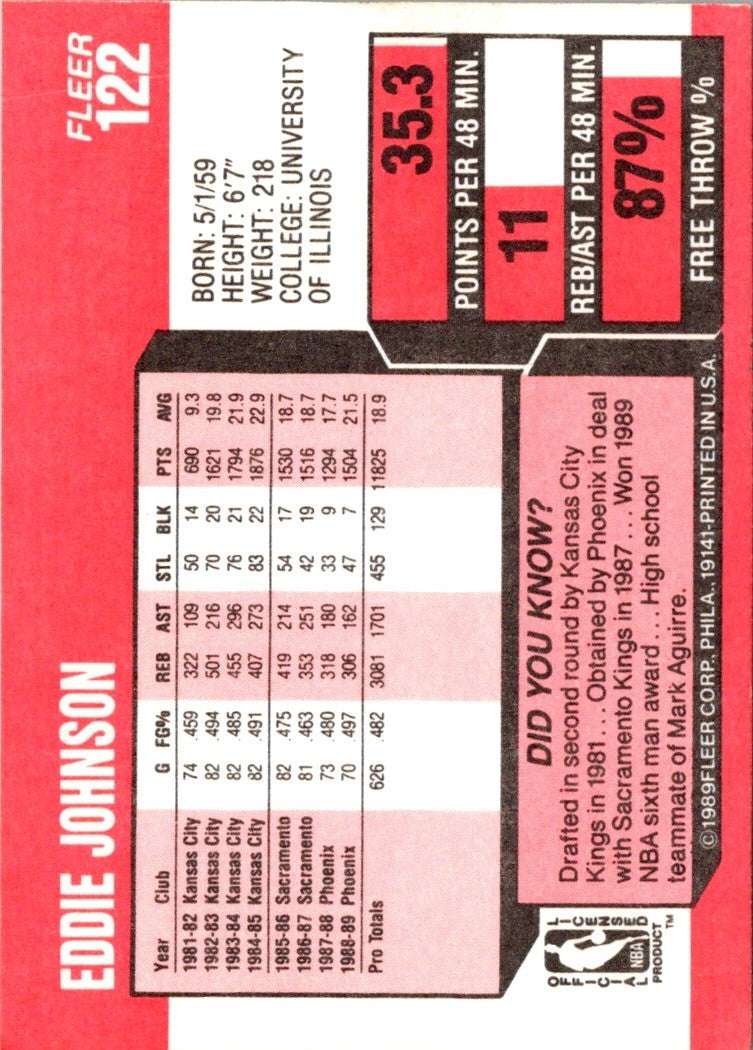 EDDIE JOHNSON
FLEER
122
Year Club G FG% REB AST STL BLK PTS AVG
1981-82 Kansas City 74 .459 322 109 50 14 690 9.3
1982-83 Kansas City 82 .494 501 216 70 20 1621 19.8
1983-84 Kansas City 82 .485 455 296 76 21 1794 21.9
1984-85 Kansas City 82 .491 407 273 83 22 1876 22.9
1985-86 Sacramento 82 .475 419 214 54 17 1530 18.7
1986-87 Sacramento 81 .463 353 251 42 19 1516 18.7
1987-88 Phoenix 73 .480 318 180 33 9 1294 17.7
1988-89 Phoenix 70 .497 306 162 47 7 1504 21.5
Pro Totals 626 .482 3081 1701 455 129 11825 18.9
BORN: 5/1/59
HEIGHT: 6'7"
WEIGHT: 218
COLLEGE: UNIVERSITY
OF ILLINOIS
35.3
POINTS PER 48 MIN.
11
REB/AST PER 48 MIN.
87%
FREE THROW %
DID YOU KNOW?
Drafted in second round by Kansas City
Kings in 1981... Obtained by Phoenix in deal
with Sacramento Kings in 1987... Won 1989
NBA sixth man award... High school
teammate of Mark Aguirre.
OFFICIAL LICENSED
NBA
PRODUCT™
©1989FLEER CORP., PHILA., 19141-PRINTED IN U.S.A.